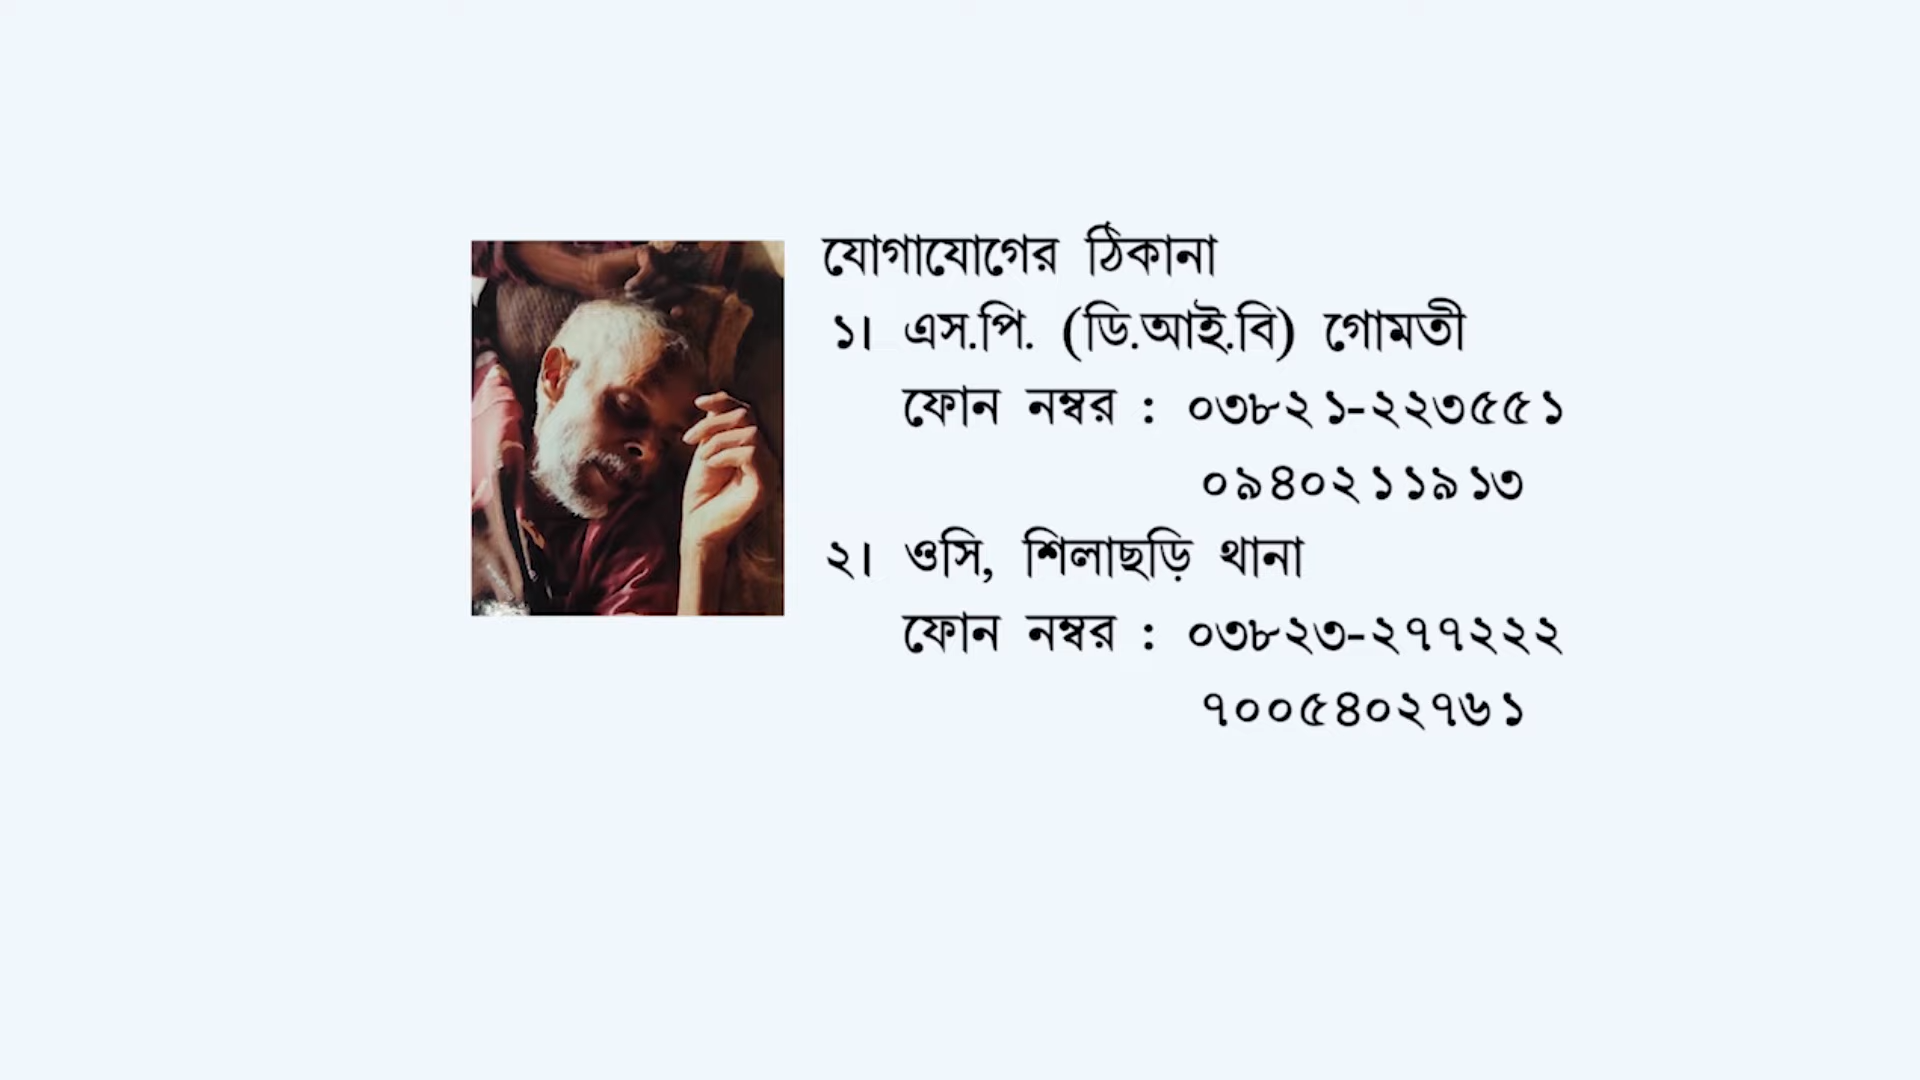 যোগাযোগের ঠিকানা
১। এস.পি. (ডি.আই.বি) গোমতী
ফোন নম্বর : ০৩৮২১-২২৩৫৫১
০৯৪০২১১৯১৩
২। ওসি, শিলাছড়ি থানা
ফোন নম্বর : ০৩৮২৩-২৭৭২২২
৭০০৫৪০২৭৬১